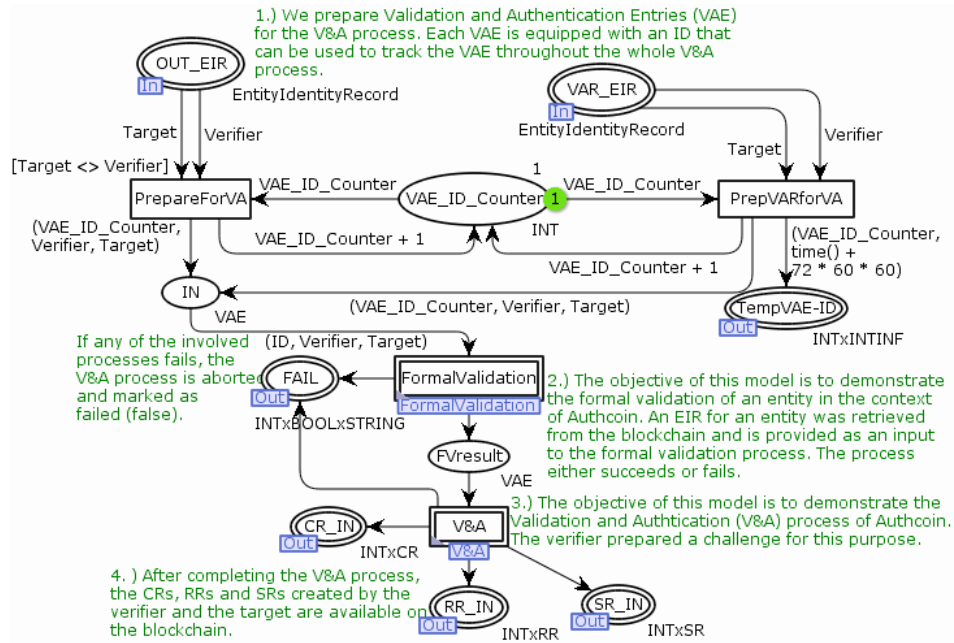 1.) We prepare Validation and Authentication Entries (VAE)
for the V&A process. Each VAE is equipped with an ID that
can be used to track the VAE throughout the whole V&A
process.
OUT_EIR
In
EntityIdentityRecord
VAR_EIR
In
EntityIdentityRecord
Target
Verifier
Target
Verifier
[Target <> Verifier]
PrepareForVA
VAE_ID_Counter
1
VAE_ID_Counter
1
INT
VAE_ID_Counter
PrepVARforVA
(VAE_ID_Counter,
Verifier, Target)
VAE_ID_Counter + 1
VAE_ID_Counter + 1
(VAE_ID_Counter,
time() +
72 * 60 * 60)
IN
VAE
(VAE_ID_Counter, Verifier, Target)
TempVAE-ID
Out
INTxINTINF
If any of the involved
processes fails, the
V&A process is aborted
and marked as
failed (false).
(ID, Verifier, Target)
FAIL
Out
INTxBOOLxSTRING
FormalValidation
FormalValidation
2.) The objective of this model is to demonstrate
the formal validation of an entity in the context
of Authcoin. An EIR for an entity was retrieved
from the blockchain and is provided as an input
to the formal validation process. The process
either succeeds or fails.
FVresult
VAE
3.) The objective of this model is to demonstrate the
Validation and Authtication (V&A) process of Authcoin.
The verifier prepared a challenge for this purpose.
CR_IN
Out
INTxCR
V&A
V&A
4. ) After completing the V&A process,
the CRs, RRs and SRs created by the
verifier and the target are available on
the blockchain.
RR_IN
Out
INTxRR
SR_IN
Out
INTxSR